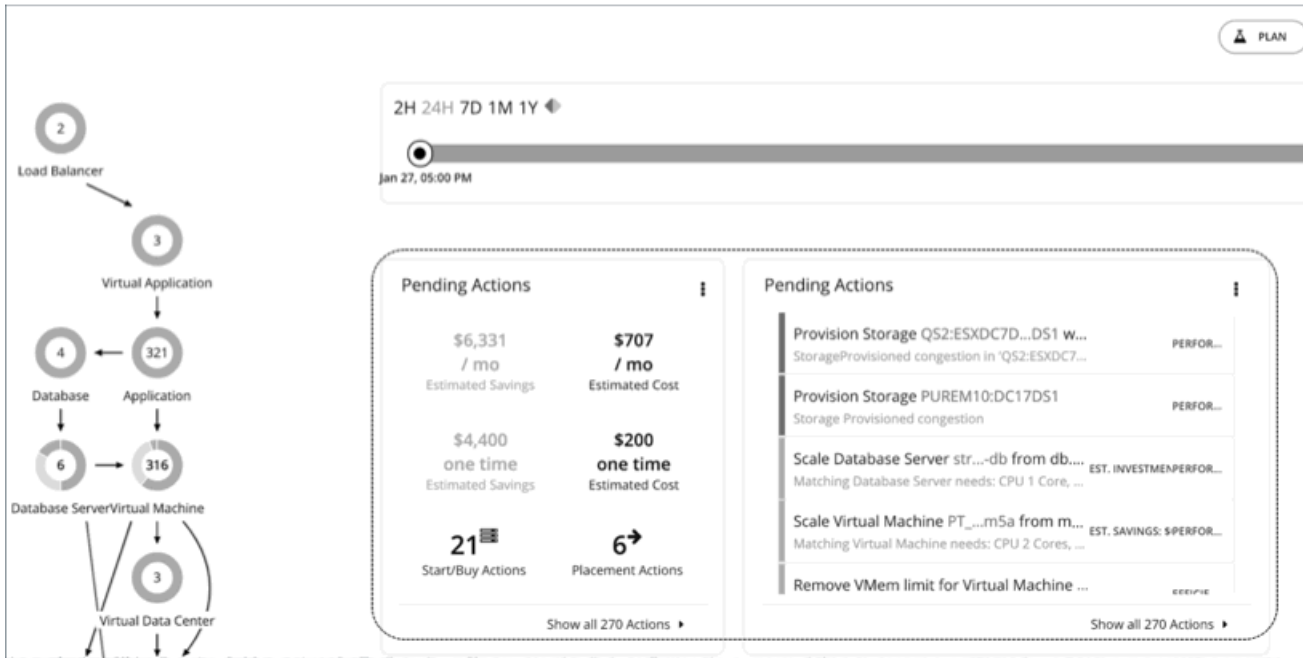 PLAN
2H 24H 7D 1M 1Y
Jan 27, 05:00 PM
2
Load Balancer
3
Virtual Application
4
321
Database
Application
6
316
Database Server
Virtual Machine
3
Virtual Data Center
Pending Actions
$6,331
/ mo
Estimated Savings
$707
/ mo
Estimated Cost
$4,400
one time
Estimated Savings
$200
one time
Estimated Cost
21
Start/Buy Actions
6
Placement Actions
Show all 270 Actions
Pending Actions
Provision Storage QS2:ESXDC7D...DS1 w...
PERFOR...
StorageProvisioned congestion in 'QS2:ESXDC7...
Provision Storage PUREM10:DC17DS1
PERFOR...
Storage Provisioned congestion
Scale Database Server str...-db from db....
EST. INVESTMEN
PERFOR...
Matching Database Server needs: CPU 1 Core, ...
Scale Virtual Machine PT_...m5a from m...
EST. SAVINGS: $
PERFOR...
Matching Virtual Machine needs: CPU 2 Cores, ...
Remove VMem limit for Virtual Machine ...
Show all 270 Actions